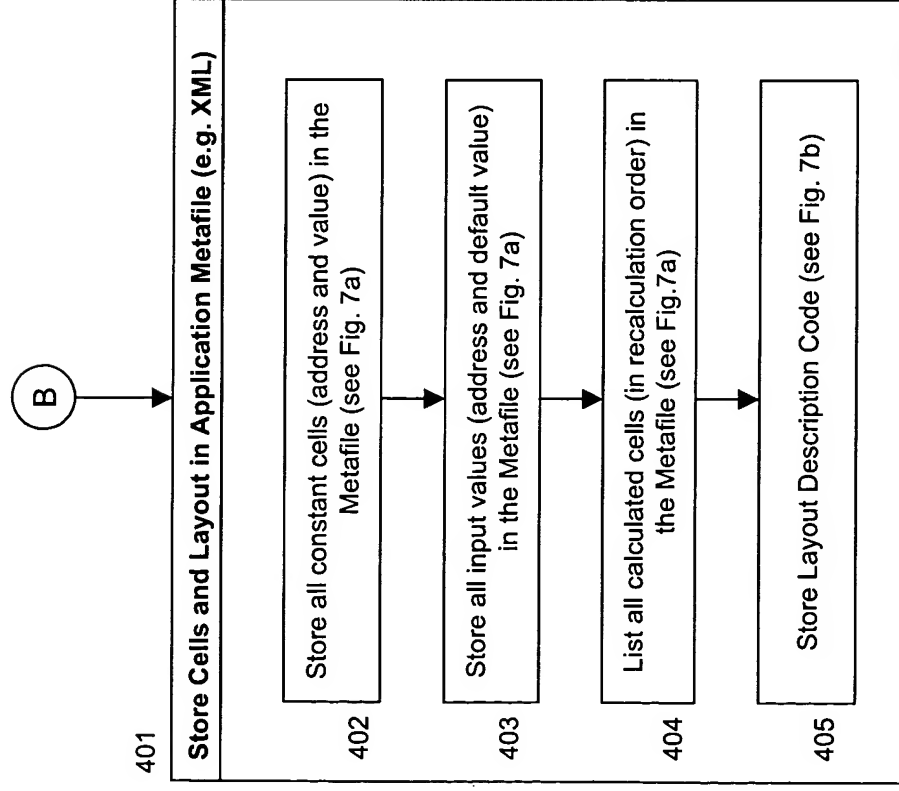 B
401
Store Cells and Layout in Application Metafile (e.g. XML)
402
Store all constant cells (address and value) in the
Metafile (see Fig. 7a)
403
Store all input values (address and default value)
in the Metafile (see Fig. 7a)
404
List all calculated cells (in recalculation order) in
the Metafile (see Fig.7a)
405
Store Layout Description Code (see Fig. 7b)